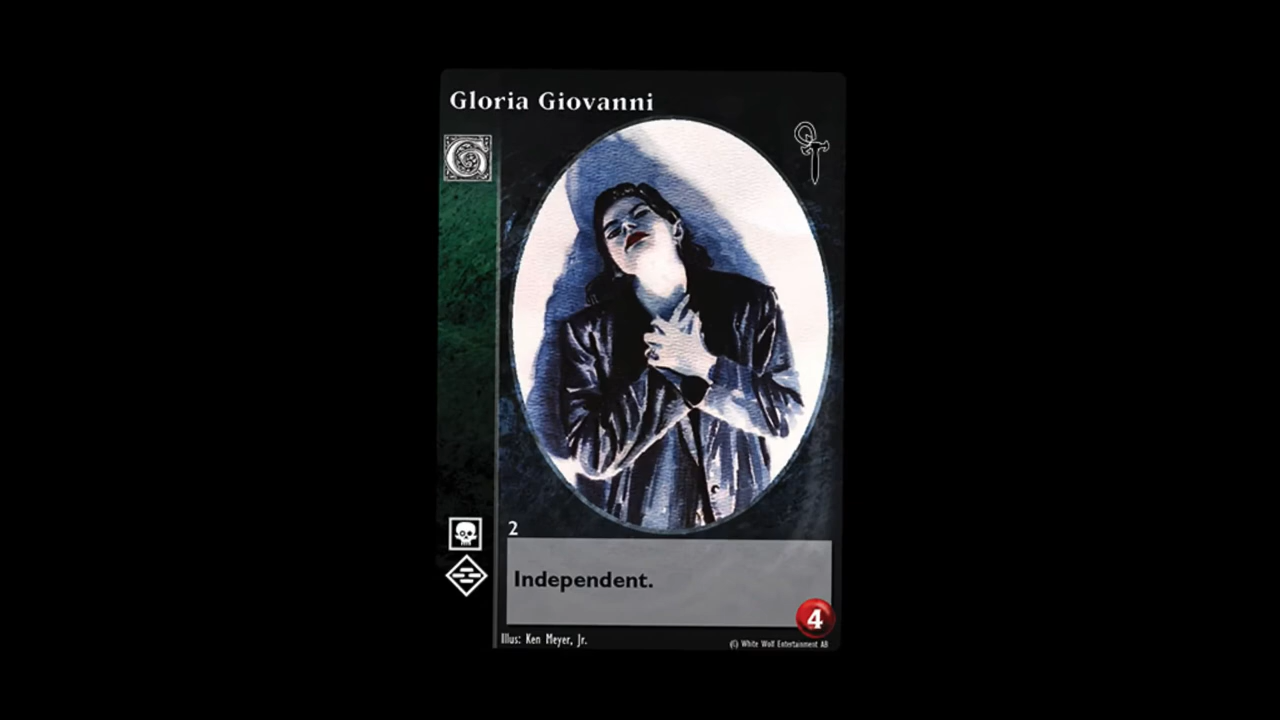 Gloria Giovanni
2
Independent.
4
Illus: Ken Meyer, Jr.
(C) White Wolf Entertainment AB